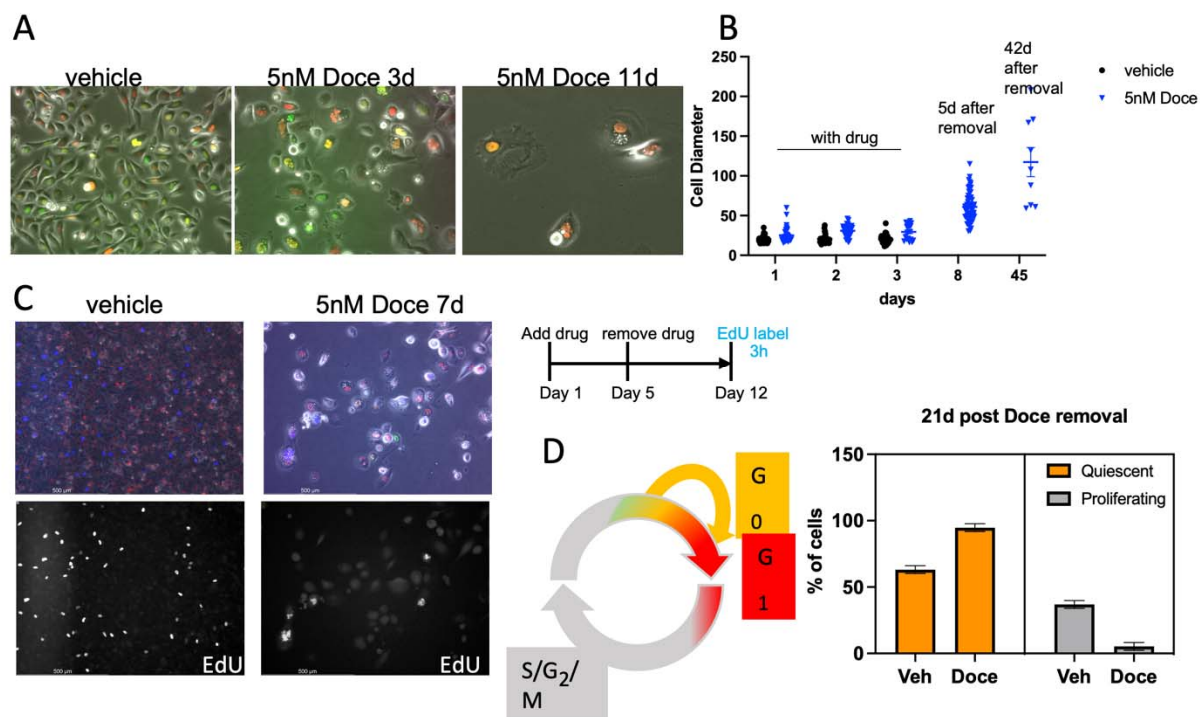 A
vehicle
5nM Doce 3d
5nM Doce 11d
B
250
200
150
100
50
0
Cell Diameter
with drug
5d after
removal
42d
after
removal
vehicle
5nM Doce
1
2
3
8
45
days
C
vehicle
5nM Doce 7d
500 µm
500 µm
500 µm
EdU
500 µm
EdU
Add drug
remove drug
EdU label
3h
Day 1
Day 5
Day 12
D
G
0
G
1
S/G2/
M
21d post Doce removal
150
100
50
0
% of cells
Quiescent
Proliferating
Veh
Doce
Veh
Doce